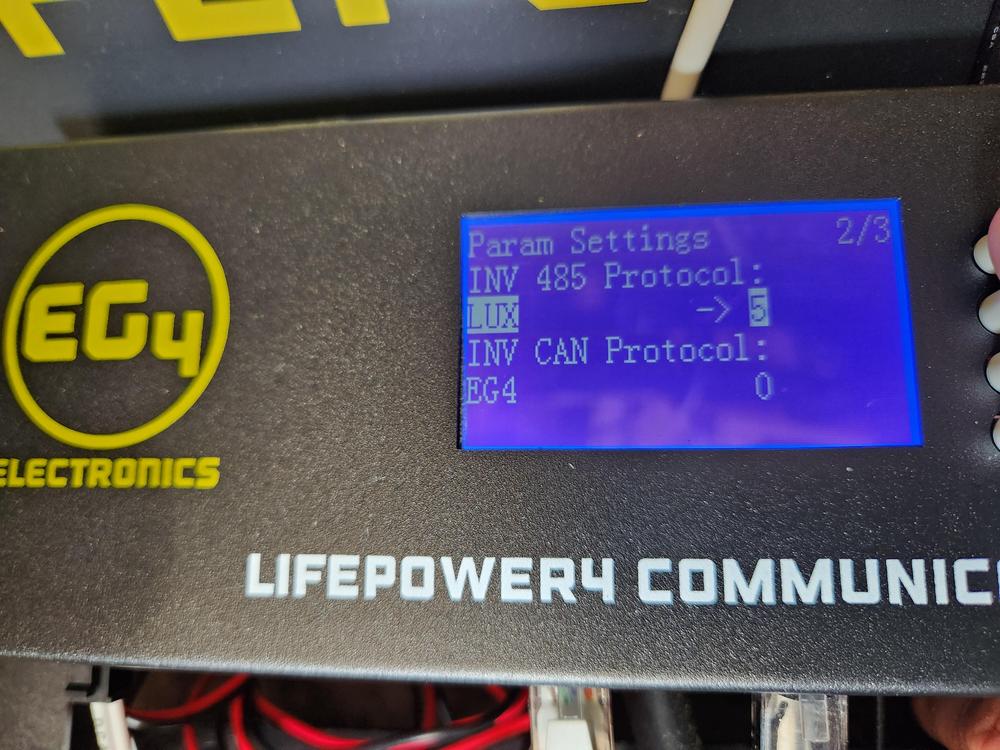 Param Settings 2/3
INV 485 Protocol:
LUX -> 5
INV CAN Protocol:
EG4 0
EG4
ELECTRONICS
LIFEPOWER4 COMMUNIC